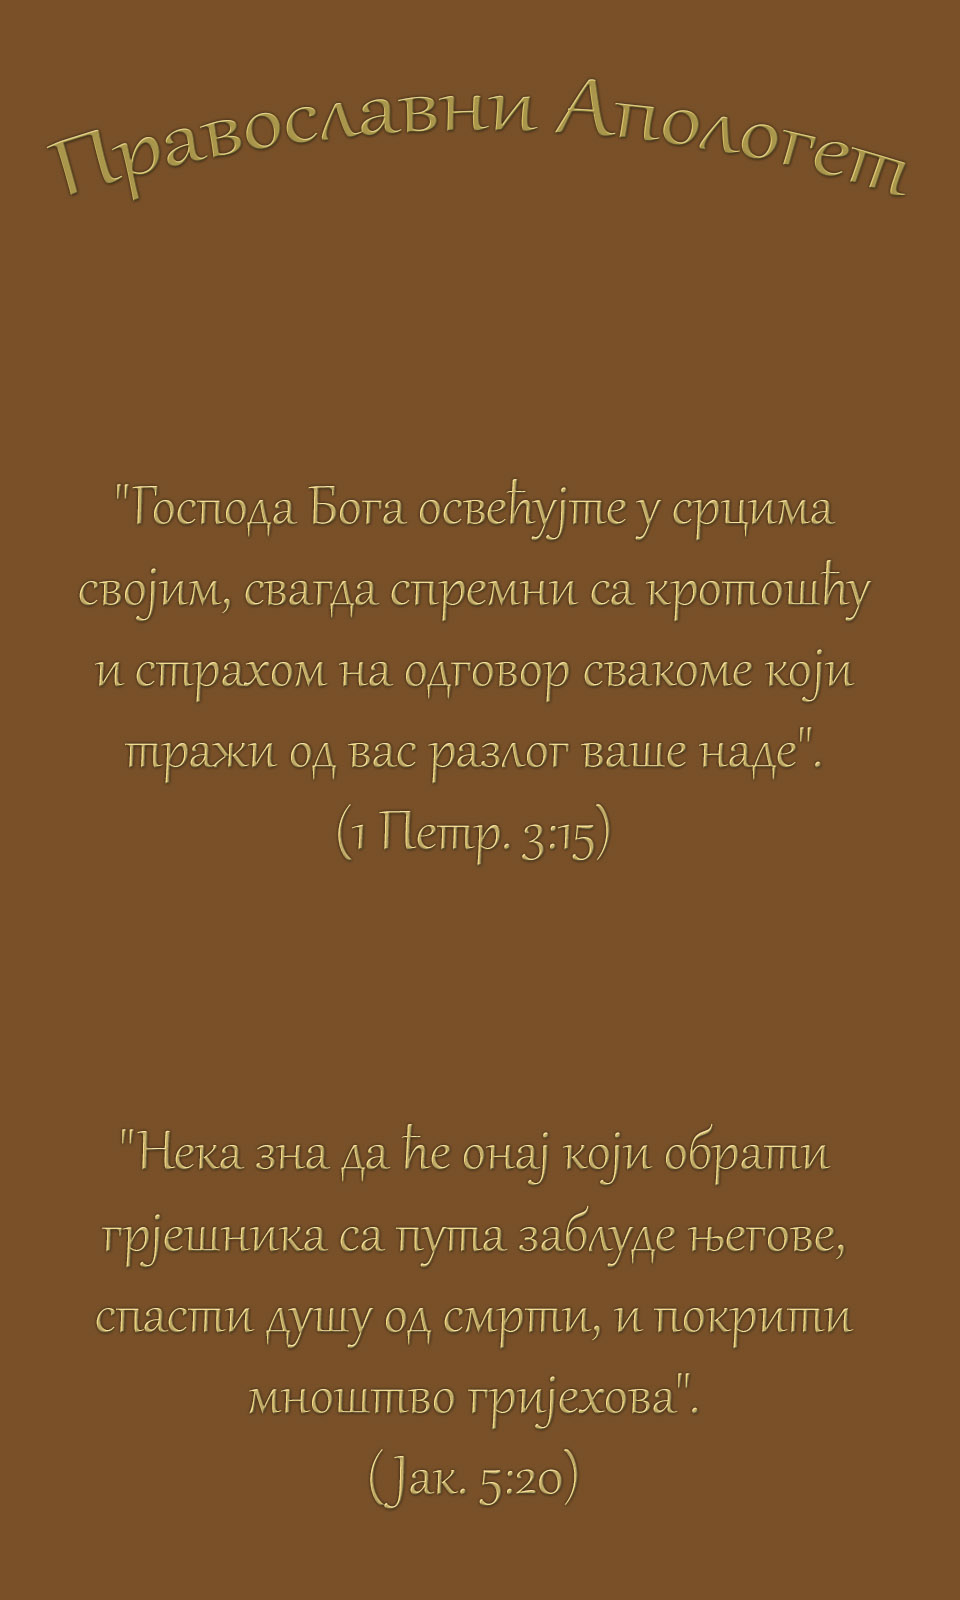 Православни Апологет
"Господа Бога освећујте у срцима
својим, свагда спремни са кротошћу
и страхом на одговор свакоме који
тражи од вас разлог ваше наде".
(1 Петр. 3:15)
"Нека зна да ће онај који обрати
грјешника са пута заблуде његове,
спасти душу од смрти, и покрити
мноштво гријехова".
(Јак. 5:20)